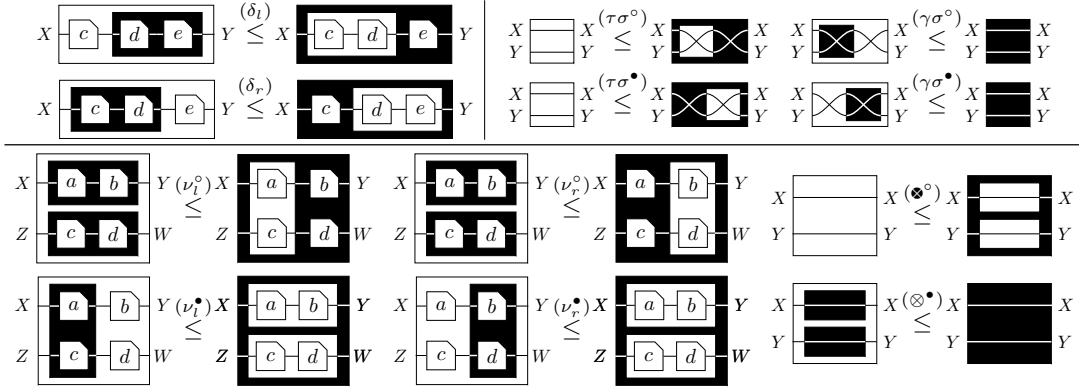 X c d e Y (δ_l) ≤ X c d e Y
X Y X Y (τσ°) ≤ X Y X Y
X Y X Y (γσ°) ≤ X Y X Y
X c d e Y (δ_r) ≤ X c d e Y
X Y X Y (τσ•) ≤ X Y X Y
X Y X Y (γσ•) ≤ X Y X Y
X a b Y (ν_l°) ≤ X a b Y
Z c d W Z c d W
X a b Y (ν_r°) ≤ X a b Y
Z c d W Z c d W
X X (⊗°) ≤ X X
Y Y Y Y
X a b Y (ν_l•) ≤ X a b Y
Z c d W Z c d W
X a b Y (ν_r•) ≤ X a b Y
Z c d W Z c d W
X X (⊗•) ≤ X X
Y Y Y Y